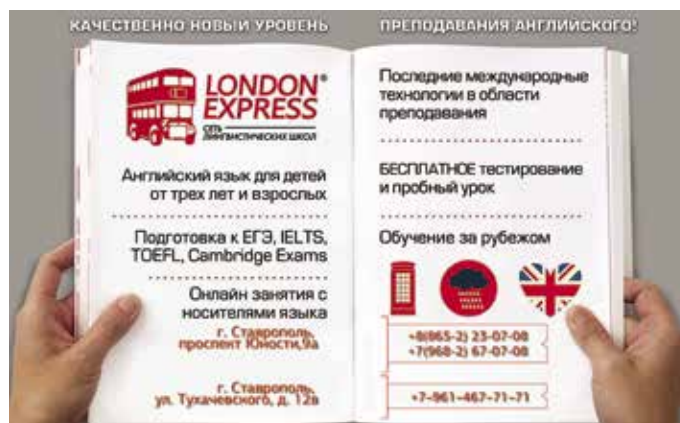 КАЧЕСТВЕННО НОВЫЙ УРОВЕНЬ ПРЕПОДАВАНИЯ АНГЛИЙСКОГО!
LONDON®
EXPRESS
СЕТЬ
ЛИНГВИСТИЧЕСКИХ ШКОЛ
Английский язык для детей
от трех лет и взрослых
Подготовка к ЕГЭ, IELTS,
TOEFL, Cambridge Exams
Онлайн занятия с
носителями языка
г. Ставрополь,
проспект Юности,9а
г. Ставрополь,
ул. Тухачевского, д. 12в
Последние международные
технологии в области
преподавания
БЕСПЛАТНОЕ тестирование
и пробный урок
Обучение за рубежом
+8(865-2) 23-07-08
+7(968-2) 67-07-08
+7-961-467-71-71